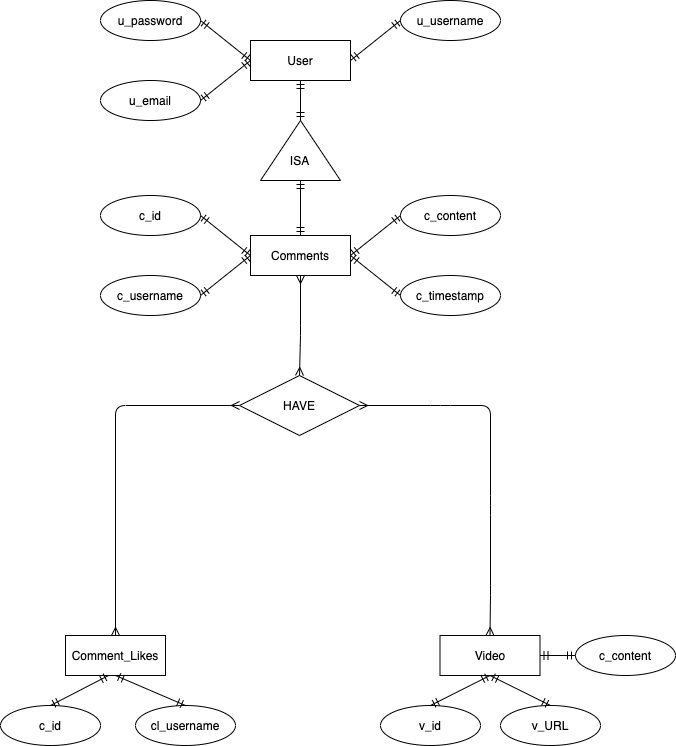 u_password
u_username
User
u_email
ISA
c_id
c_content
Comments
c_username
c_timestamp
HAVE
Comment_Likes
Video
c_content
c_id
cl_username
v_id
v_URL